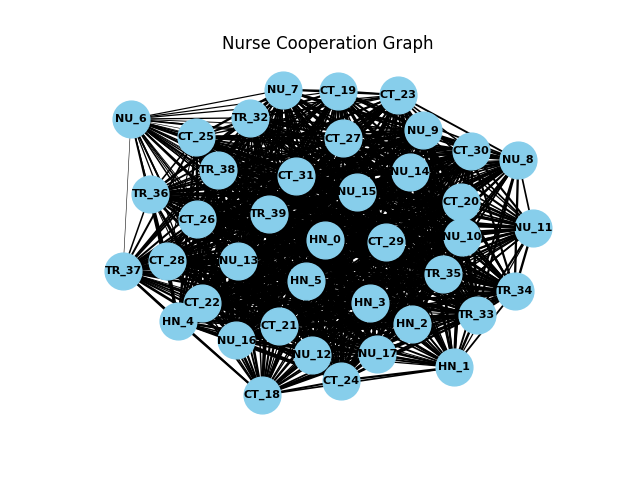 Nurse Cooperation Graph
NU_7
CT_19
CT_23
NU_6
TR_32
NU_9
CT_25
CT_27
CT_30
NU_8
TR_38
CT_31
NU_14
NU_15
TR_36
CT_20
CT_26
TR_39
NU_11
HN_0
CT_29
NU_10
CT_28
NU_13
TR_37
TR_35
HN_5
TR_34
CT_22
HN_3
TR_33
HN_4
CT_21
HN_2
NU_16
NU_12
NU_17
HN_1
CT_24
CT_18